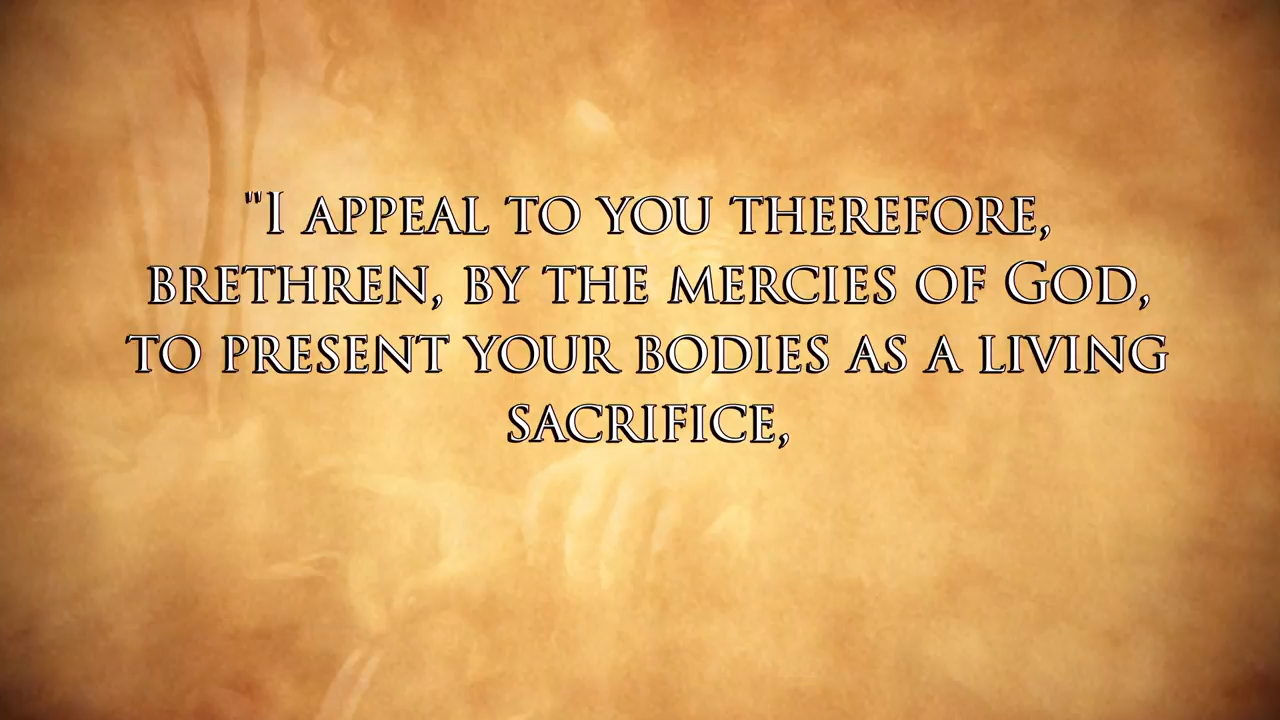 "I APPEAL TO YOU THEREFORE,
BRETHREN, BY THE MERCIES OF GOD,
TO PRESENT YOUR BODIES AS A LIVING
SACRIFICE,